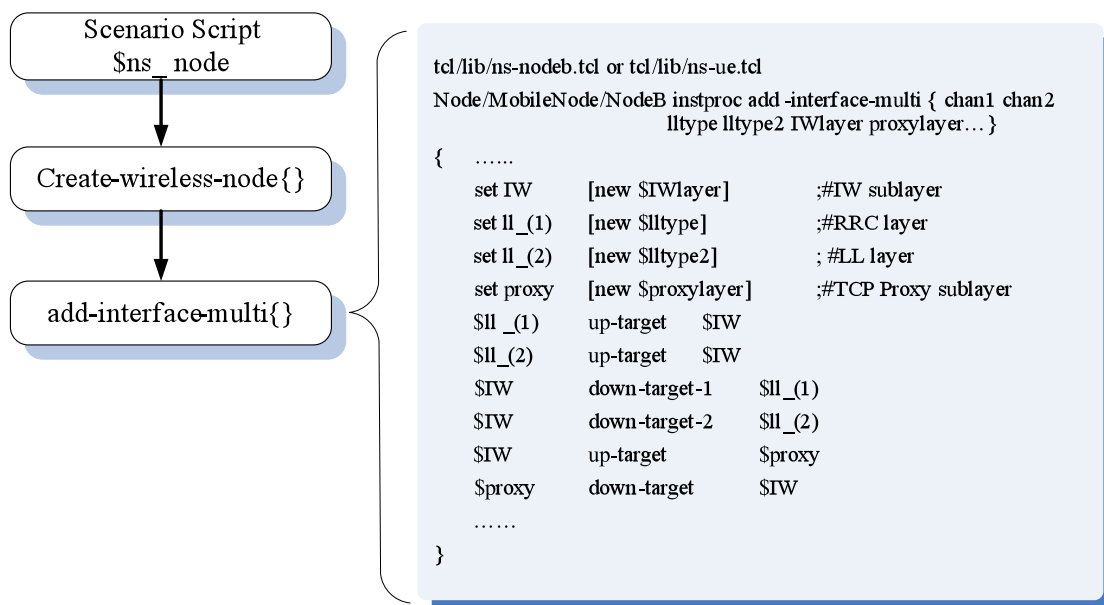 Scenario Script
$ns_ node
Create-wireless-node{}
add-interface-multi{}
tcl/lib/ns-nodeb.tcl or tcl/lib/ns-ue.tcl
Node/MobileNode/NodeB instproc add -interface-multi { chan1 chan2
lltype lltype2 IWlayer proxylayer… }
{ …...
set IW [new $IWlayer] ;#IW sublayer
set ll_(1) [new $lltype] ;#RRC layer
set ll_(2) [new $lltype2] ; #LL layer
set proxy [new $proxylayer] ;#TCP Proxy sublayer
$ll _(1) up-target $IW
$ll_(2) up-target $IW
$IW down-target-1 $ll_(1)
$IW down-target-2 $ll_(2)
$IW up-target $proxy
$proxy down-target $IW
……
}